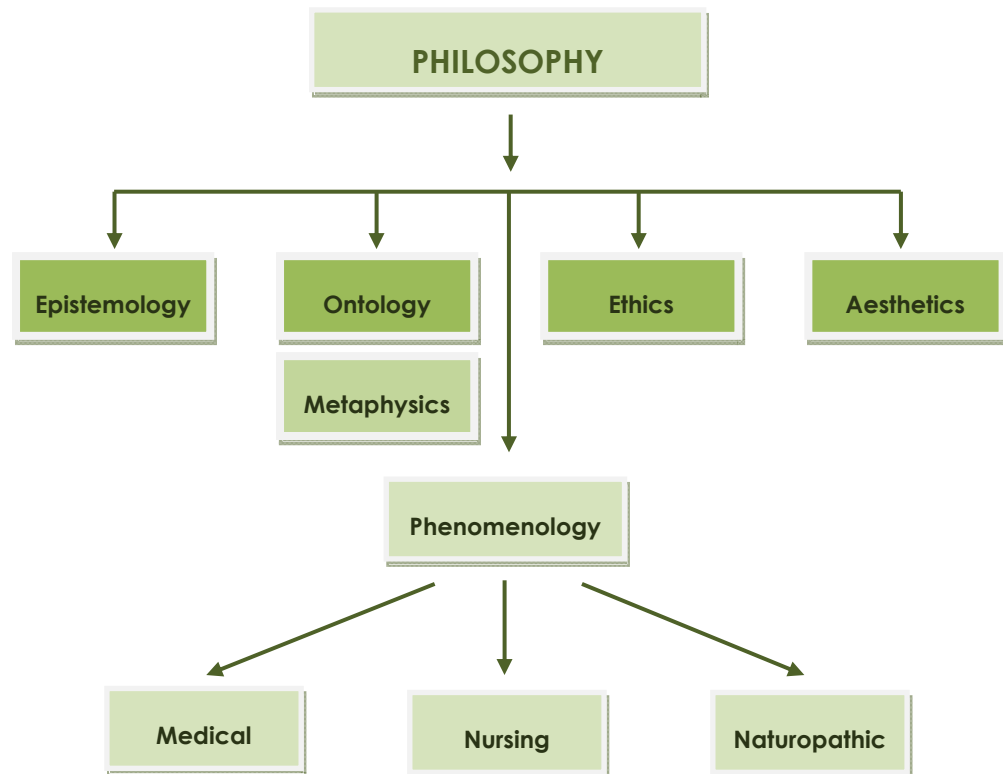 PHILOSOPHY
Epistemology
Ontology
Ethics
Aesthetics
Metaphysics
Phenomenology
Medical
Nursing
Naturopathic